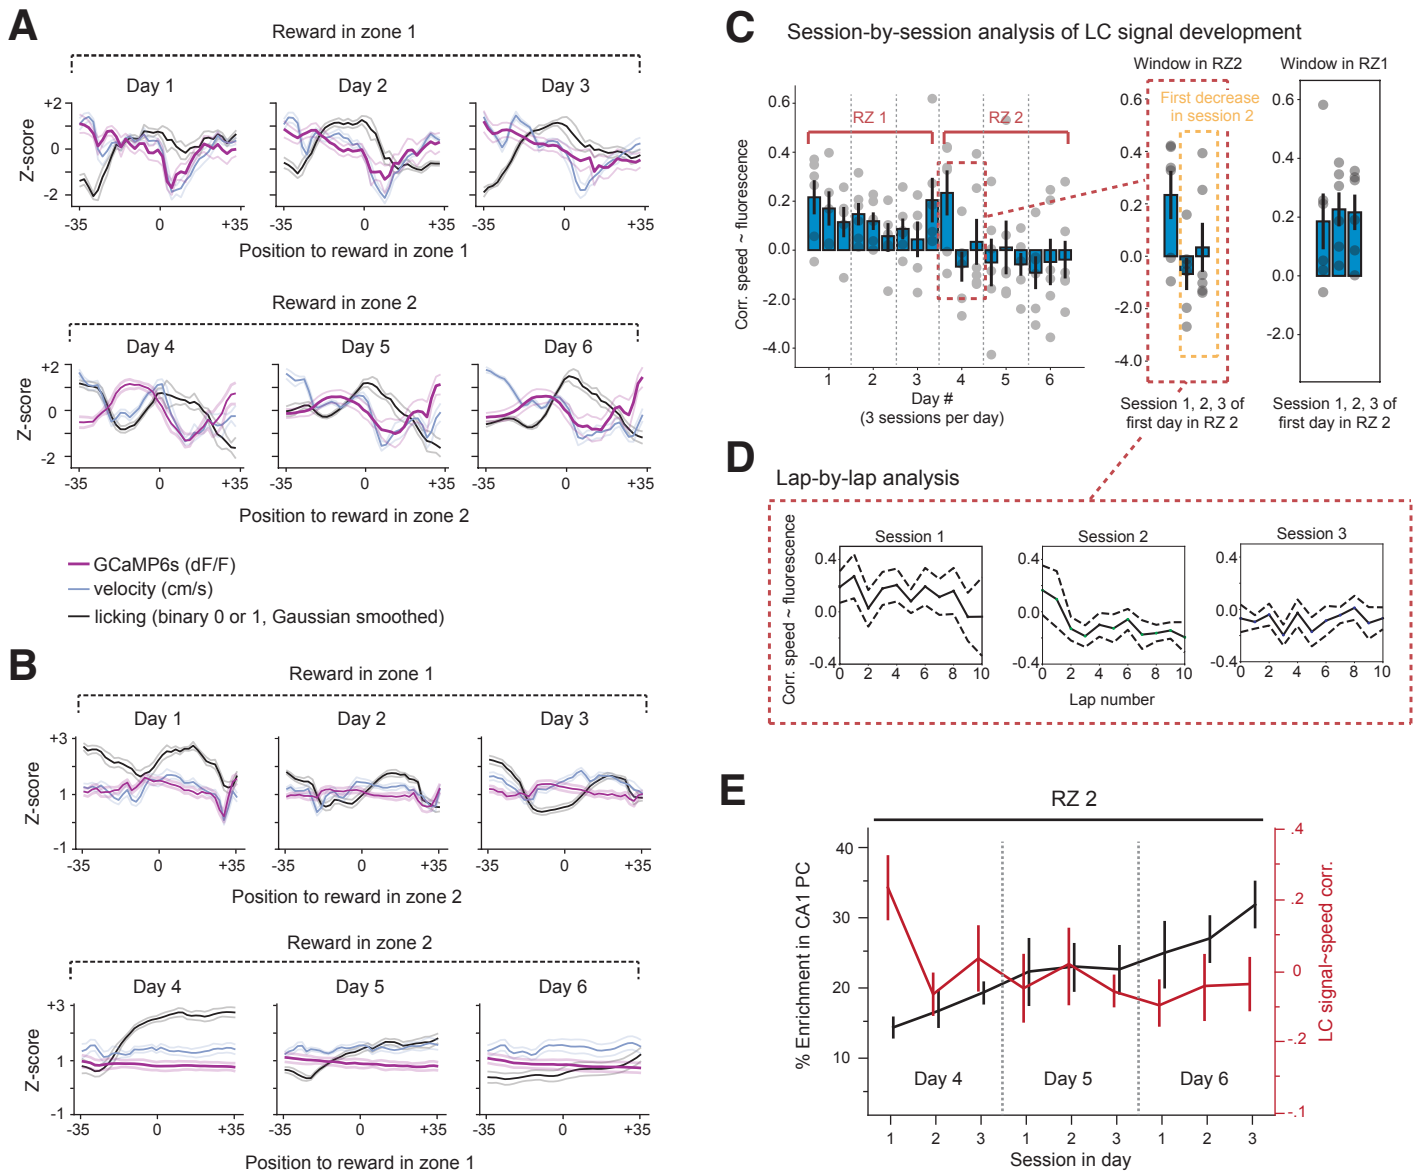 A
Reward in zone 1
Day 1
Day 2
Day 3
Z-score
+2
0
-2
-35
0
+35
-35
0
+35
-35
0
+35
Position to reward in zone 1
Reward in zone 2
Day 4
Day 5
Day 6
Z-score
+2
0
-2
-35
0
+35
-35
0
+35
-35
0
+35
Position to reward in zone 2
GCaMP6s (dF/F)
velocity (cm/s)
licking (binary 0 or 1, Gaussian smoothed)
B
Reward in zone 1
Day 1
Day 2
Day 3
Z-score
+3
1
-1
-35
0
+35
-35
0
+35
-35
0
+35
Position to reward in zone 2
Reward in zone 2
Day 4
Day 5
Day 6
Z-score
+3
1
-1
-35
0
+35
-35
0
+35
-35
0
+35
Position to reward in zone 1
C
Session-by-session analysis of LC signal development
Corr. speed ~ fluorescence
0.6
0.4
0.2
0.0
-2.0
-4.0
RZ 1
RZ 2
1
2
3
4
5
6
Day #
(3 sessions per day)
Window in RZ2
First decrease
in session 2
0.6
0.4
0.2
0.0
-2.0
-4.0
Session 1, 2, 3 of
first day in RZ 2
Window in RZ1
0.6
0.4
0.2
0.0
-2.0
Session 1, 2, 3 of
first day in RZ 2
D
Lap-by-lap analysis
Corr. speed ~ fluorescence
Session 1
0.4
0.0
-0.4
0
2
4
6
8
10
Session 2
0.4
0.0
-0.4
0
2
4
6
8
10
Session 3
0.4
0.0
-0.4
0
2
4
6
8
10
Lap number
E
RZ 2
% Enrichment in CA1 PC
40
30
20
10
LC signal~speed corr.
.4
.2
0
-.2
-.1
Day 4
Day 5
Day 6
1
2
3
1
2
3
1
2
3
Session in day